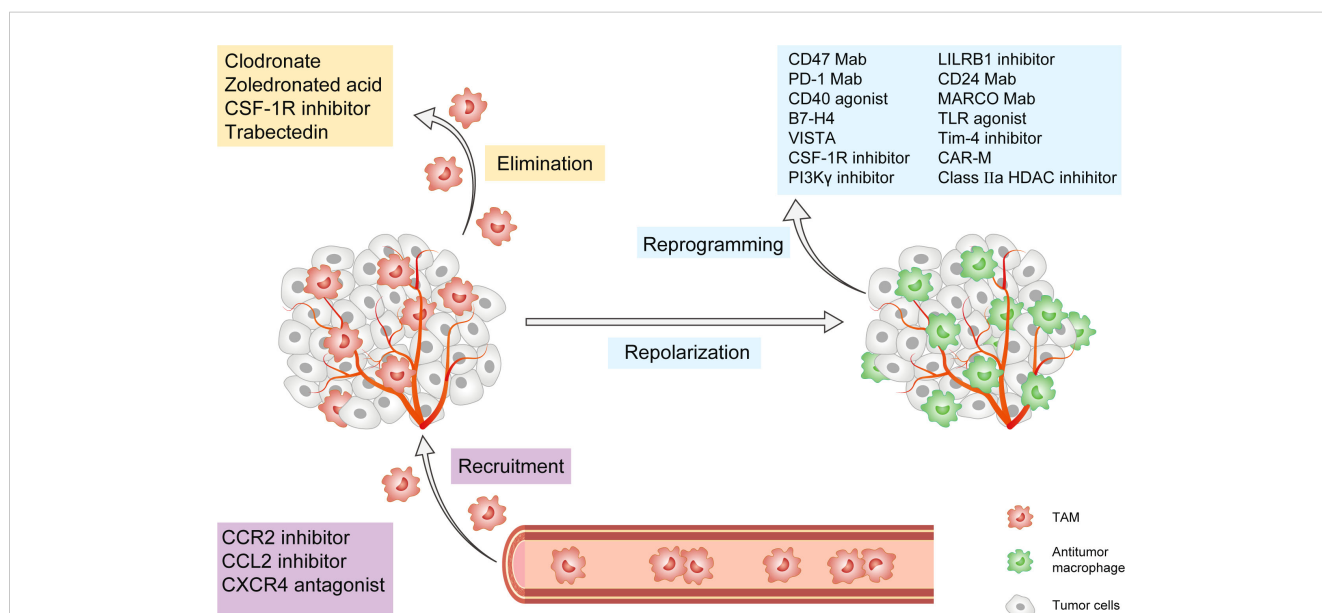 Clodronate
Zoledronated acid
CSF-1R inhibitor
Trabectedin
Elimination
CD47 Mab
PD-1 Mab
CD40 agonist
B7-H4
VISTA
CSF-1R inhibitor
PI3Kγ inhibitor
LILRB1 inhibitor
CD24 Mab
MARCO Mab
TLR agonist
Tim-4 inhibitor
CAR-M
Class IIa HDAC inhihitor
Reprogramming
Repolarization
Recruitment
CCR2 inhibitor
CCL2 inhibitor
CXCR4 antagonist
TAM
Antitumor
macrophage
Tumor cells